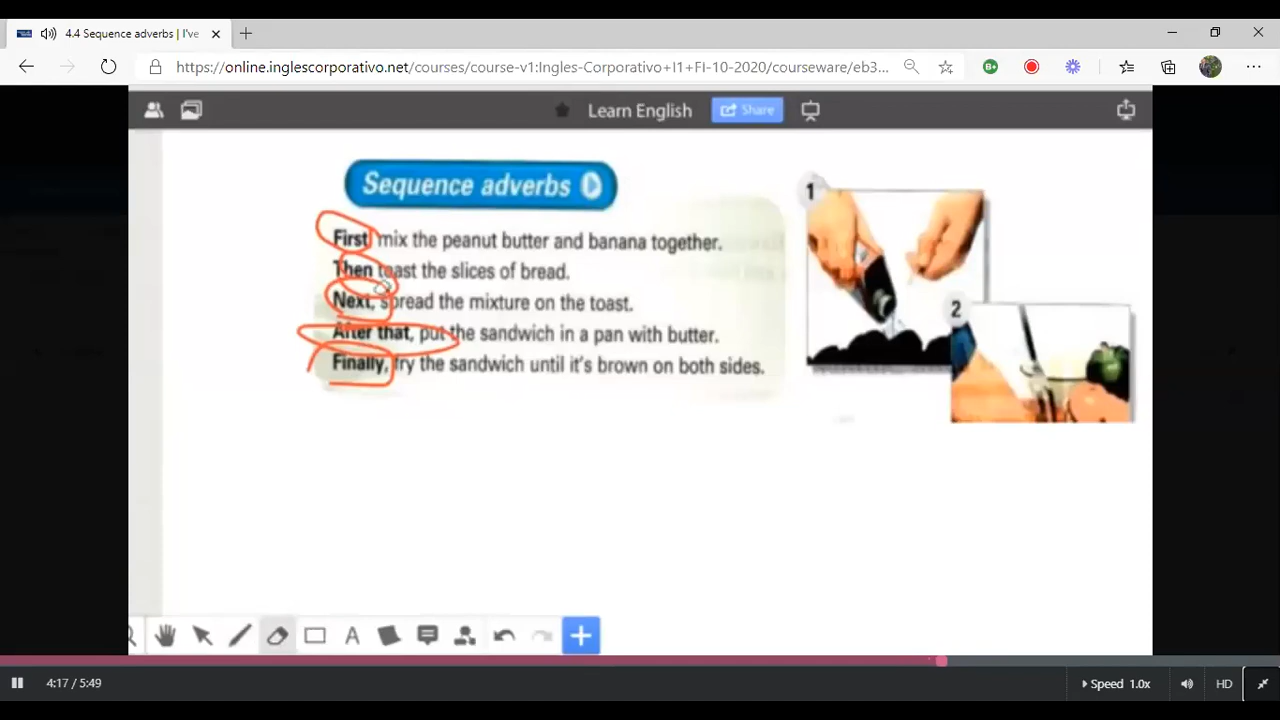 4.4 Sequence adverbs | I've
https://online.inglescorporativo.net/courses/course-v1:Ingles-Corporativo+I1+FI-10-2020/courseware/eb3...
Learn English
Share
Sequence adverbs
First mix the peanut butter and banana together.
Then toast the slices of bread.
Next, spread the mixture on the toast.
After that, put the sandwich in a pan with butter.
Finally, fry the sandwich until it's brown on both sides.
1
2
A
4:17 / 5:49
Speed 1.0x
HD